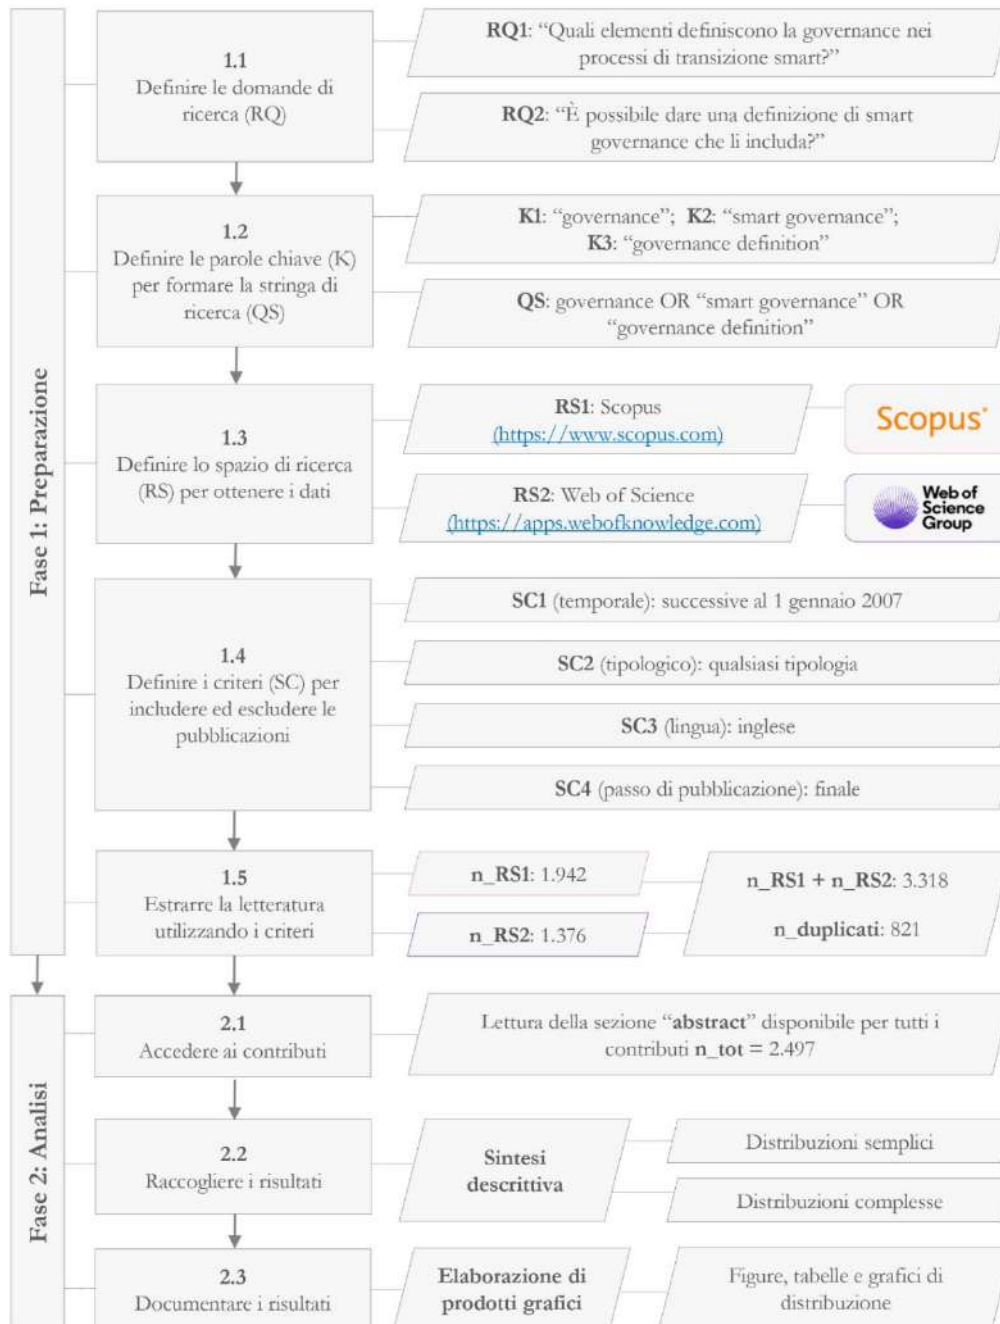 Fase 1: Preparazione
1.1
Definire le domande di
ricerca (RQ)
RQ1: “Quali elementi definiscono la governance nei
processi di transizione smart?”
RQ2: “È possibile dare una definizione di smart
governance che li includa?”
1.2
Definire le parole chiave (K)
per formare la stringa di
ricerca (QS)
K1: “governance”; K2: “smart governance”;
K3: “governance definition”
QS: governance OR “smart governance” OR
“governance definition”
1.3
Definire lo spazio di ricerca
(RS) per ottenere i dati
RS1: Scopus
(https://www.scopus.com)
Scopus®
RS2: Web of Science
(https://apps.webofknowledge.com)
Web of
Science
Group
1.4
Definire i criteri (SC) per
includere ed escludere le
pubblicazioni
SC1 (temporale): successive al 1 gennaio 2007
SC2 (tipologico): qualsiasi tipologia
SC3 (lingua): inglese
SC4 (passo di pubblicazione): finale
1.5
Estrarre la letteratura
utilizzando i criteri
n_RS1: 1.942
n_RS2: 1.376
n_RS1 + n_RS2: 3.318
n_duplicati: 821
Fase 2: Analisi
2.1
Accedere ai contributi
Lettura della sezione “abstract” disponibile per tutti i
contributi n_tot = 2.497
2.2
Raccogliere i risultati
Sintesi
descrittiva
Distribuzioni semplici
Distribuzioni complesse
2.3
Documentare i risultati
Elaborazione di
prodotti grafici
Figure, tabelle e grafici di
distribuzione